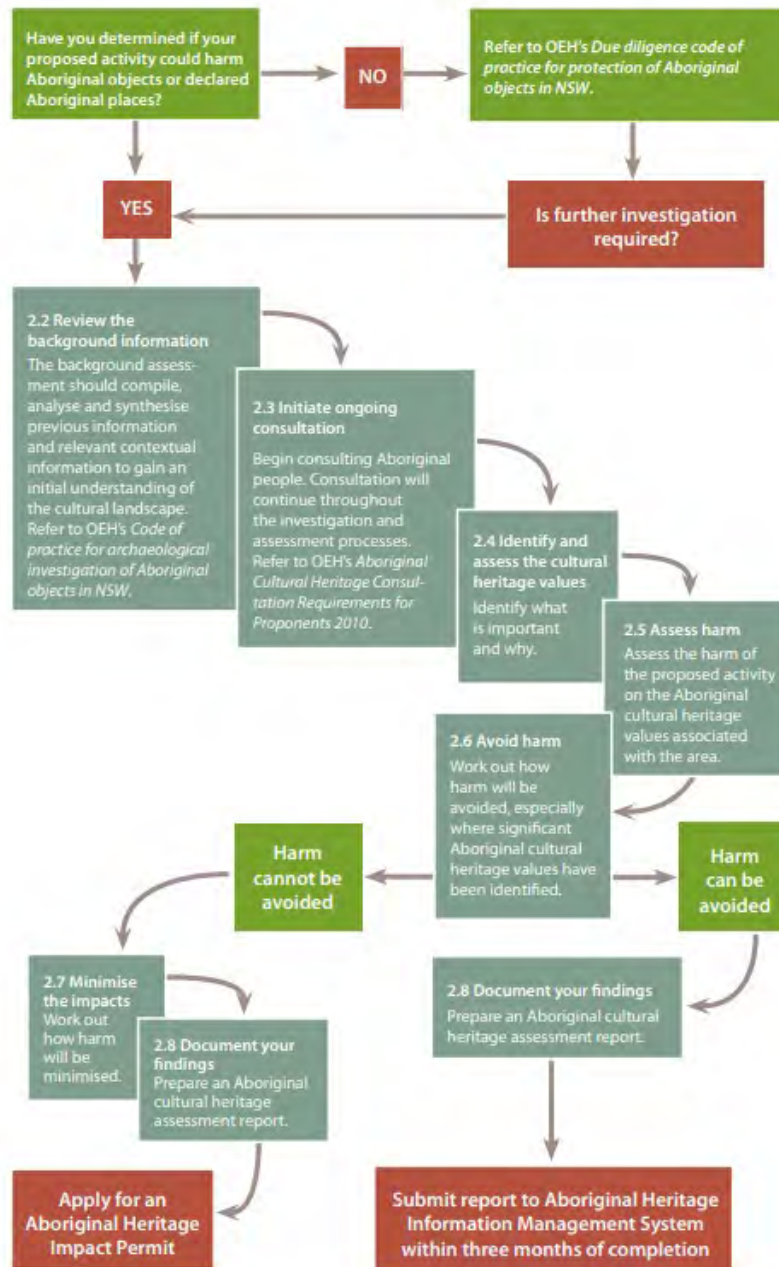 Have you determined if your
proposed activity could harm
Aboriginal objects or declared
Aboriginal places?
NO
Refer to OEH's Due diligence code of
practice for protection of Aboriginal
objects in NSW.
YES
Is further investigation
required?
2.2 Review the
background information
The background assess-
ment should compile,
analyse and synthesise
previous information
and relevant contextual
information to gain an
initial understanding of
the cultural landscape.
Refer to OEH's Code of
practice for archaeological
investigation of Aboriginal
objects in NSW.
2.3 Initiate ongoing
consultation
Begin consulting Aboriginal
people. Consultation will
continue throughout
the investigation and
assessment processes.
Refer to OEH's Aboriginal
Cultural Heritage Consul-
tation Requirements for
Proponents 2010.
2.4 Identify and
assess the cultural
heritage values
Identify what
is important
and why.
2.5 Assess harm
Assess the harm of
the proposed activity
on the Aboriginal
cultural heritage
values associated
with the area.
2.6 Avoid harm
Work out how
harm will be
avoided, especially
where significant
Aboriginal cultural
heritage values have
been identified.
Harm
cannot be
avoided
Harm
can be
avoided
2.7 Minimise
the impacts
Work out
how harm
will be
minimised.
2.8 Document your
findings
Prepare an Aboriginal
cultural heritage
assessment report.
2.8 Document your findings
Prepare an Aboriginal cultural
heritage assessment report.
Apply for an
Aboriginal Heritage
Impact Permit
Submit report to Aboriginal Heritage
Information Management System
within three months of completion